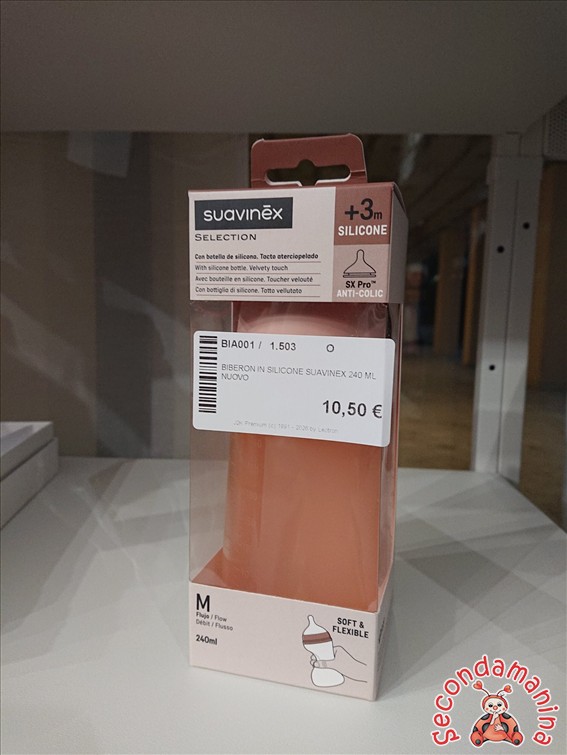 suavinēx
SELECTION
+3m
SILICONE
Con botella de silicona. Tacto aterciopelado
With silicone bottle. Velvety touch
Avec bouteille en silicone. Toucher velouté
Con bottiglia di silicone. Tatto vellutato
SX Pro™
ANTI-COLIC
BIA001 / 1.503 O
BIBERON IN SILICONE SUAVINEX 240 ML
NUOVO
10,50 €
M
Flujo / Flow
Débit / Flusso
240ml
SOFT &
FLEXIBLE
Secondamanina